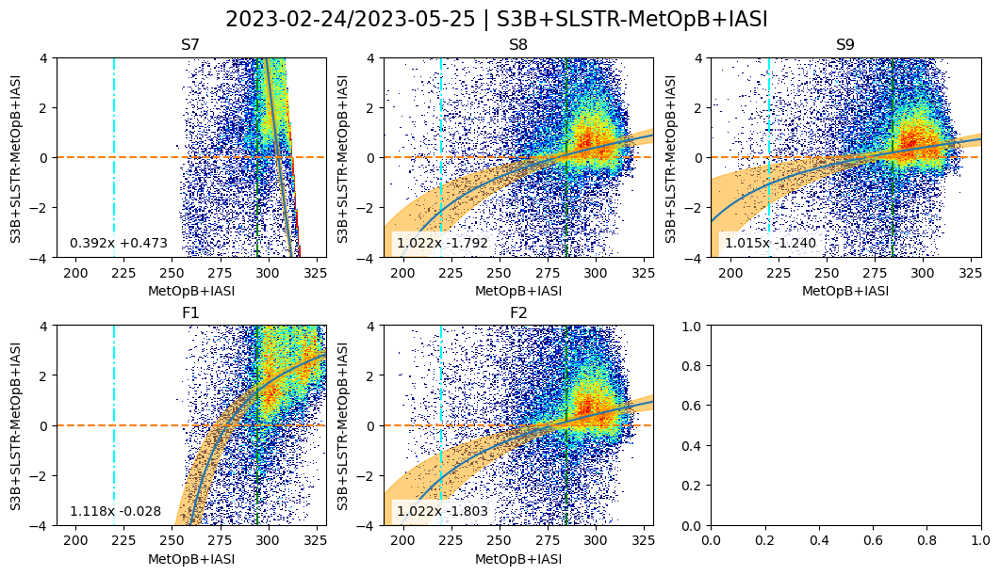 2023-02-24/2023-05-25 | S3B+SLSTR-MetOpB+IASI
S7
S3B+SLSTR-MetOpB+IASI
4
2
0
−2
−4
0.392x +0.473
200 225 250 275 300 325
MetOpB+IASI
S8
S3B+SLSTR-MetOpB+IASI
4
2
0
−2
−4
1.022x -1.792
200 225 250 275 300 325
MetOpB+IASI
S9
S3B+SLSTR-MetOpB+IASI
4
2
0
−2
−4
1.015x -1.240
200 225 250 275 300 325
MetOpB+IASI
F1
S3B+SLSTR-MetOpB+IASI
4
2
0
−2
−4
1.118x -0.028
200 225 250 275 300 325
MetOpB+IASI
F2
S3B+SLSTR-MetOpB+IASI
4
2
0
−2
−4
1.022x -1.803
200 225 250 275 300 325
MetOpB+IASI
1.0
0.8
0.6
0.4
0.2
0.0
0.0 0.2 0.4 0.6 0.8 1.0